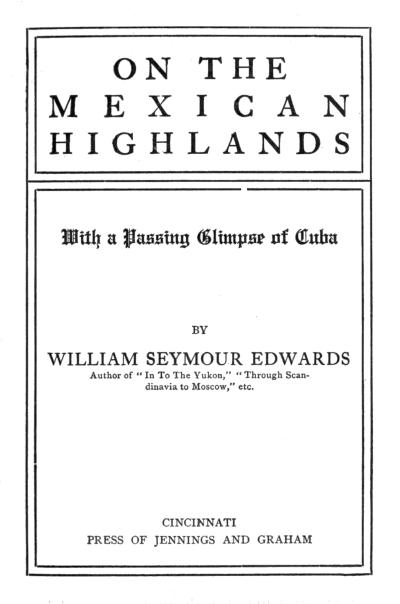 ON THE
MEXICAN
HIGHLANDS
With a Passing Glimpse of Cuba
BY
WILLIAM SEYMOUR EDWARDS
Author of "In To The Yukon," "Through Scan-
dinavia to Moscow," etc.
CINCINNATI
PRESS OF JENNINGS AND GRAHAM